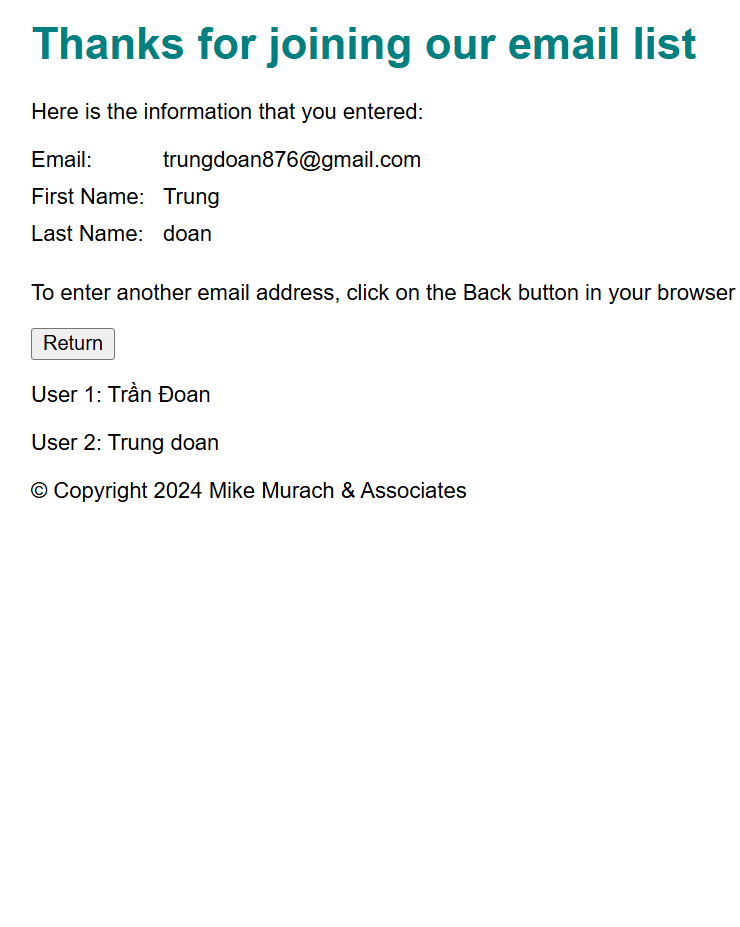 Thanks for joining our email list
Here is the information that you entered:
Email: trungdoan876@gmail.com
First Name: Trung
Last Name: doan
To enter another email address, click on the Back button in your browser
Return
User 1: Trần Đoan
User 2: Trung doan
© Copyright 2024 Mike Murach & Associates